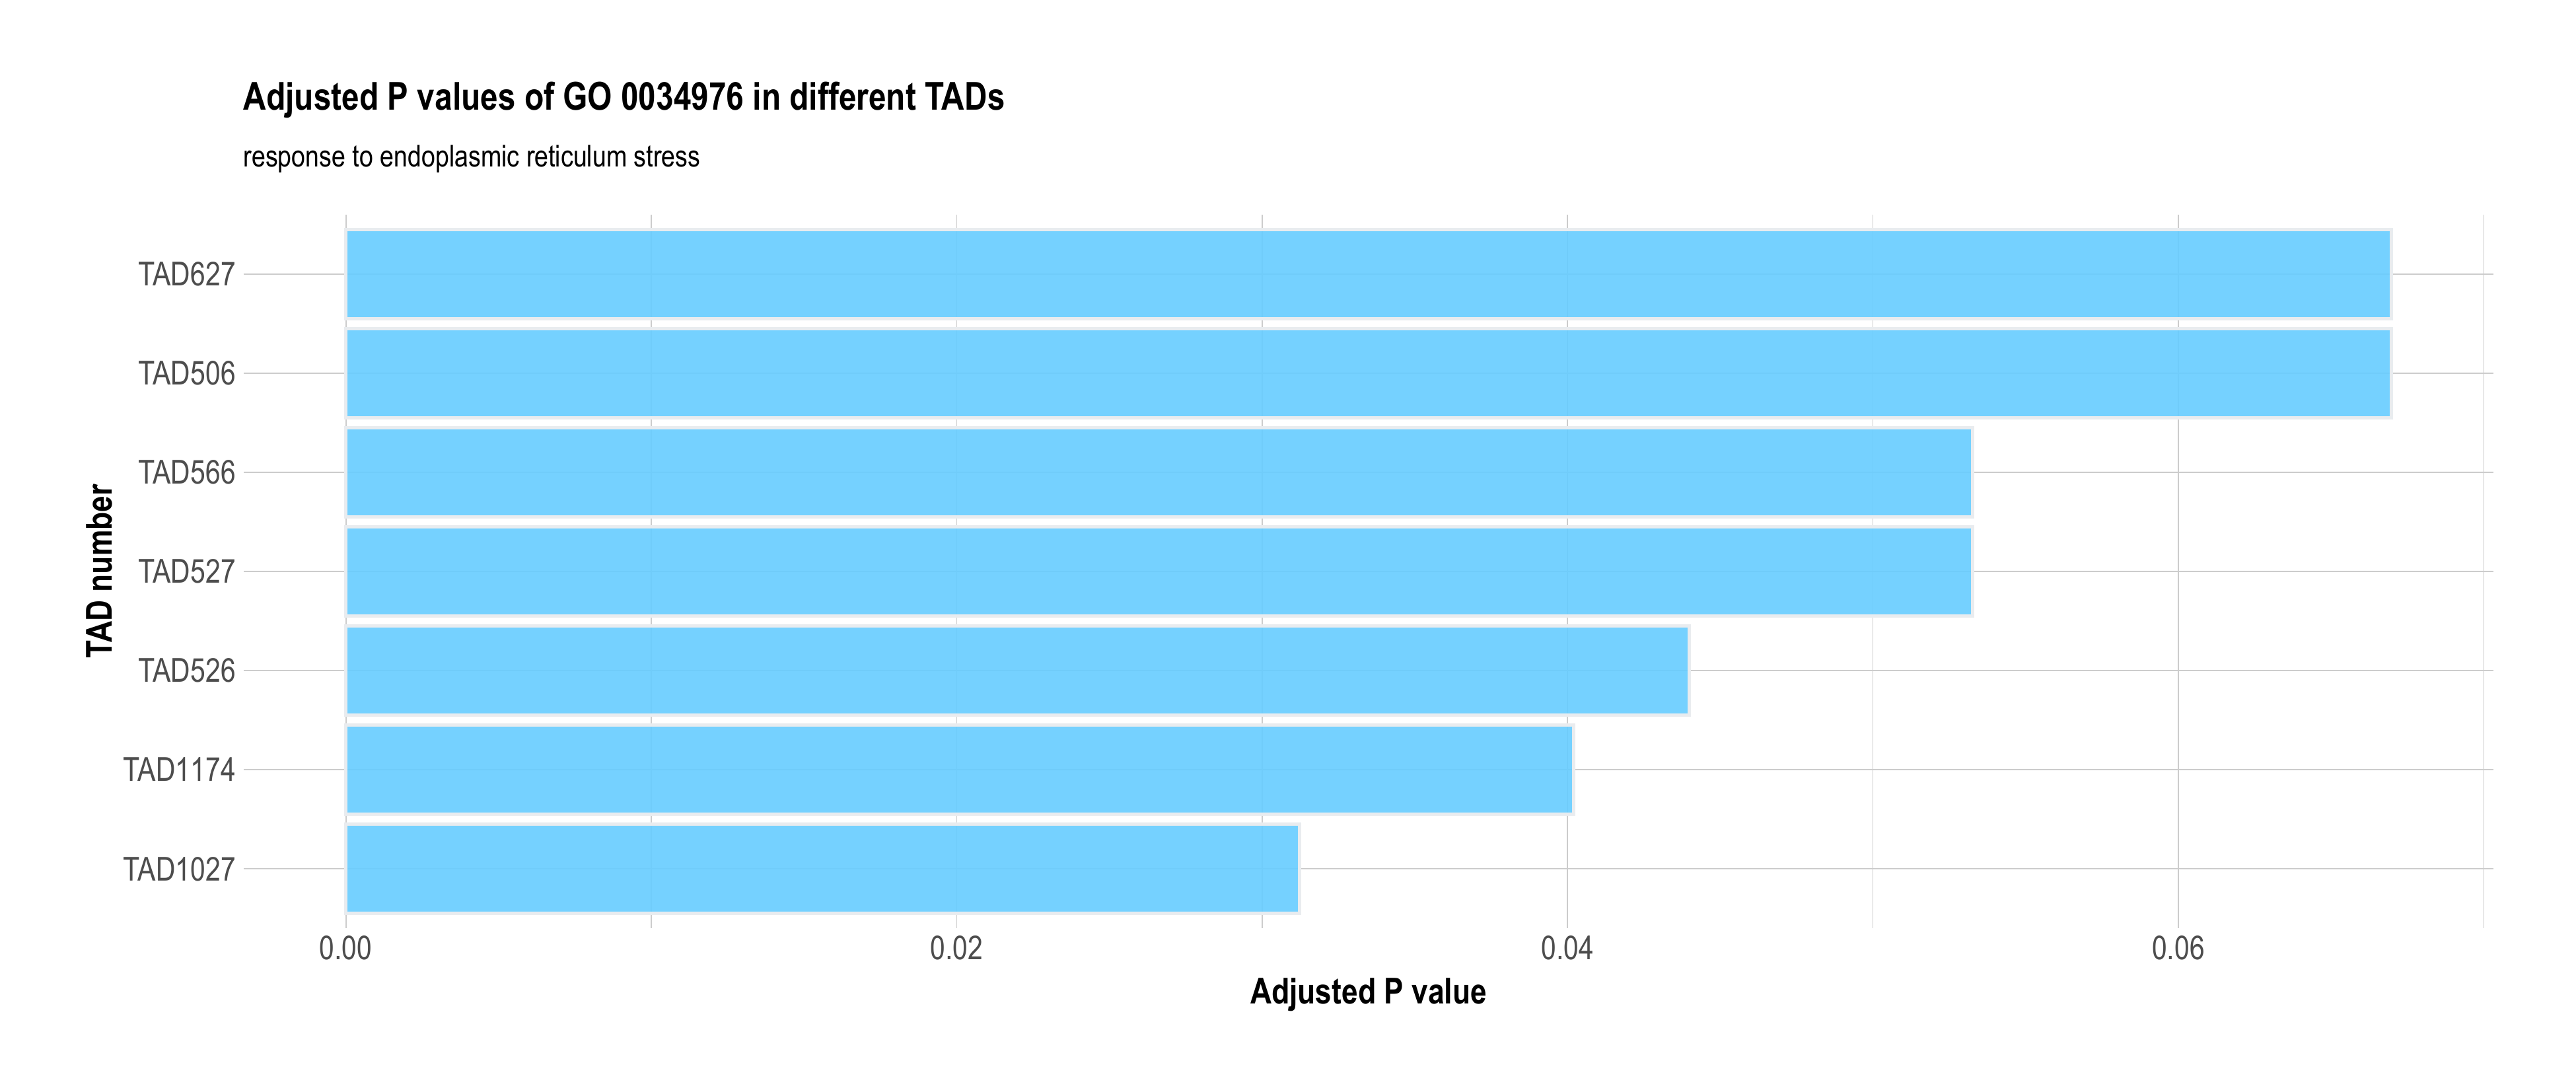 Adjusted P values of GO 0034976 in different TADs
response to endoplasmic reticulum stress
TAD627
TAD506
TAD566
TAD527
TAD526
TAD1174
TAD1027
TAD number
0.00 0.02 0.04 0.06
Adjusted P value